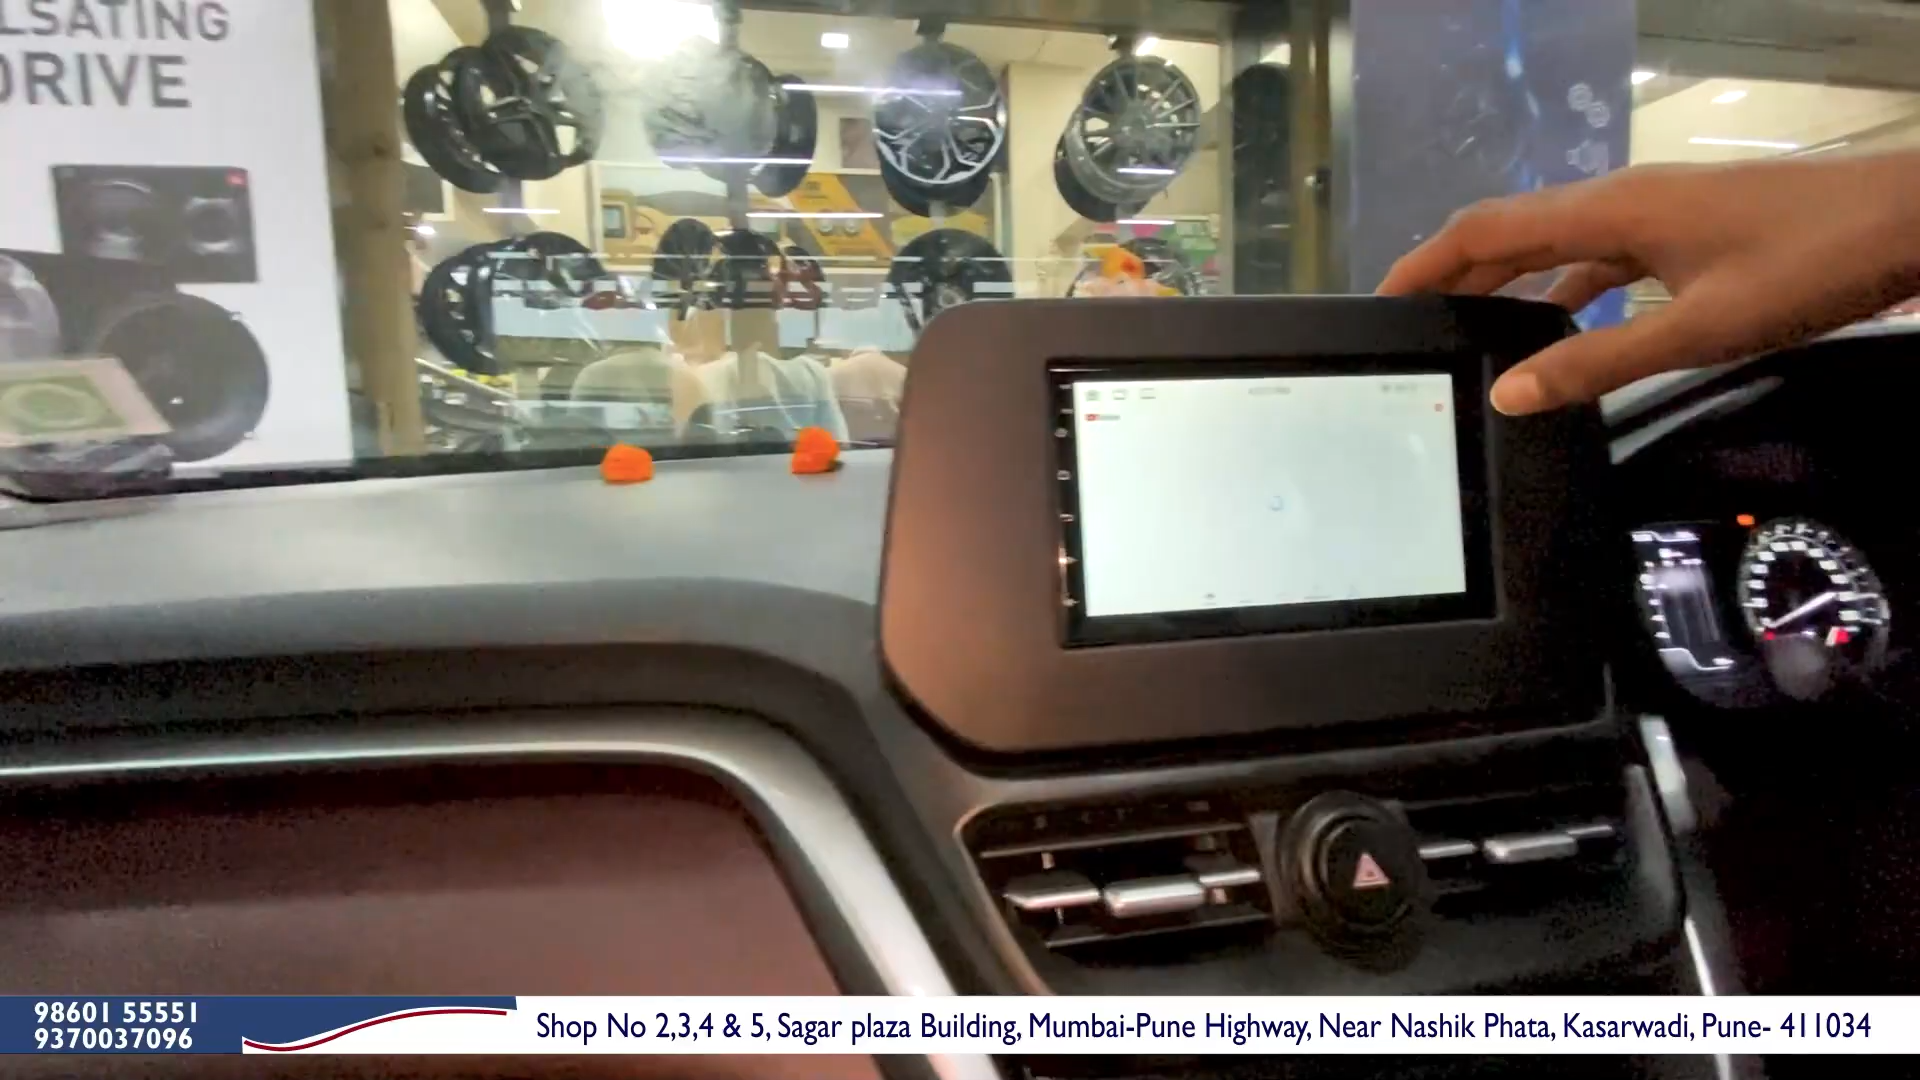 LSATING
DRIVE
98601 55551
9370037096
Shop No 2,3,4 & 5, Sagar plaza Building, Mumbai-Pune Highway, Near Nashik Phata, Kasarwadi, Pune- 411034